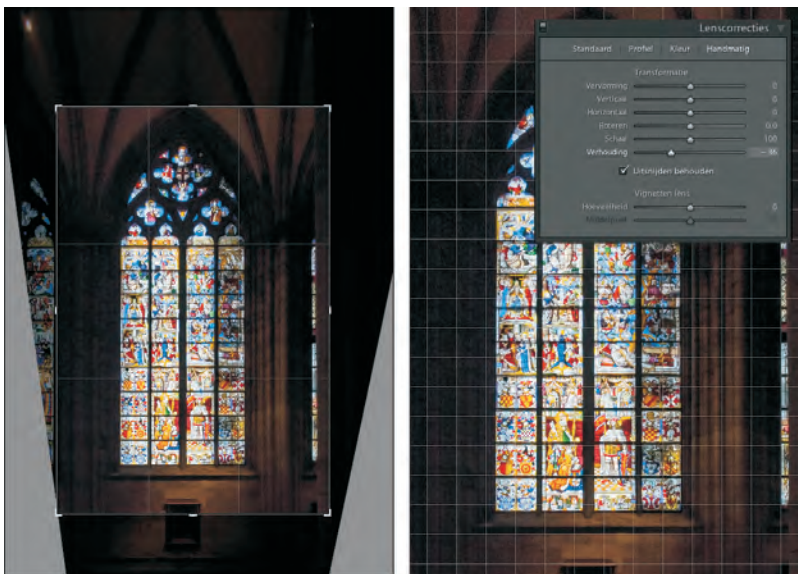 Lenscorrecties
Standaard | Profiel | Kleur | Handmatig
Transformatie
Vervorming 0
Verticaal 0
Horizontaal 0
Roteren 0,0
Schaal 100
Verhouding – 36
Uitsnijden behouden
Vignetten lens
Hoeveelheid 0
Middelpunt